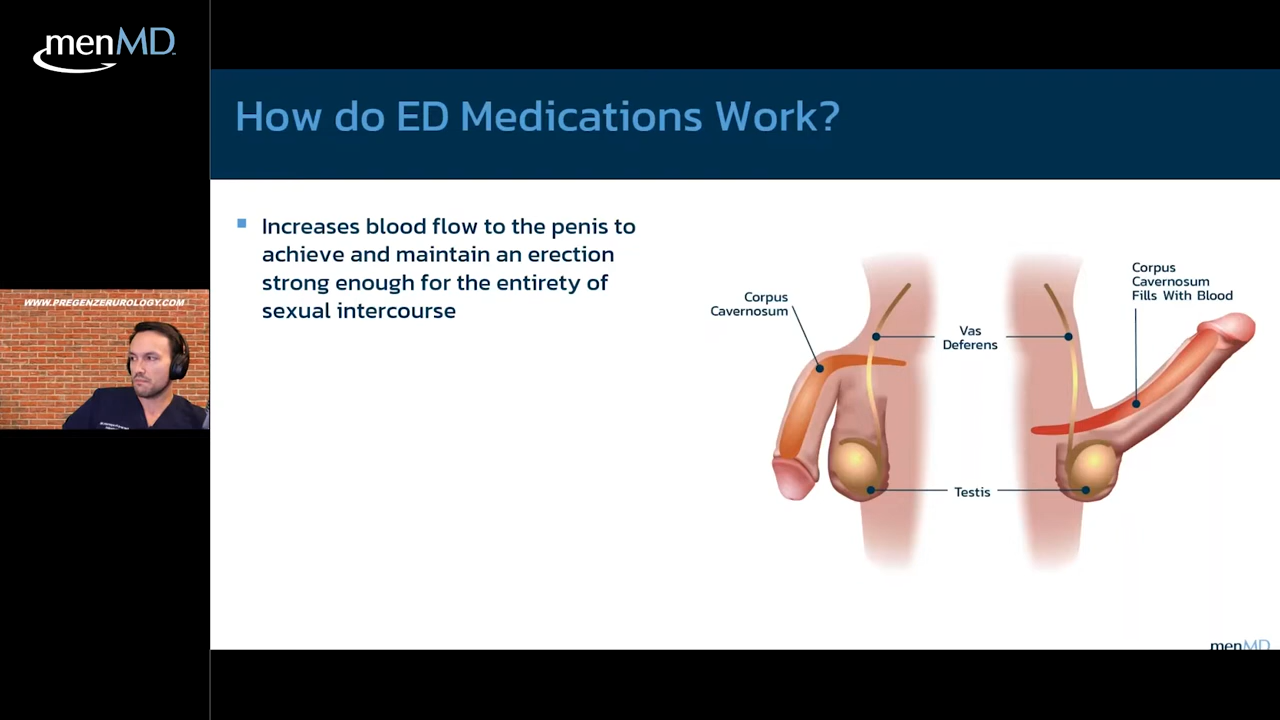 menMD
How do ED Medications Work?
Increases blood flow to the penis to
achieve and maintain an erection
strong enough for the entirety of
sexual intercourse
WWW.PREGENZERUROLOGY.COM
Corpus
Cavernosum
Vas
Deferens
Corpus
Cavernosum
Fills With Blood
Testis
menMD